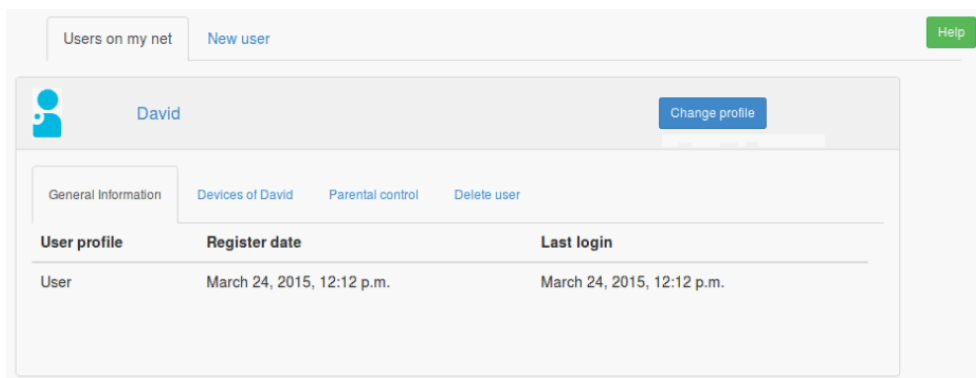 Users on my net New user Help
David Change profile
General Information Devices of David Parental control Delete user
User profile Register date Last login
User March 24, 2015, 12:12 p.m. March 24, 2015, 12:12 p.m.